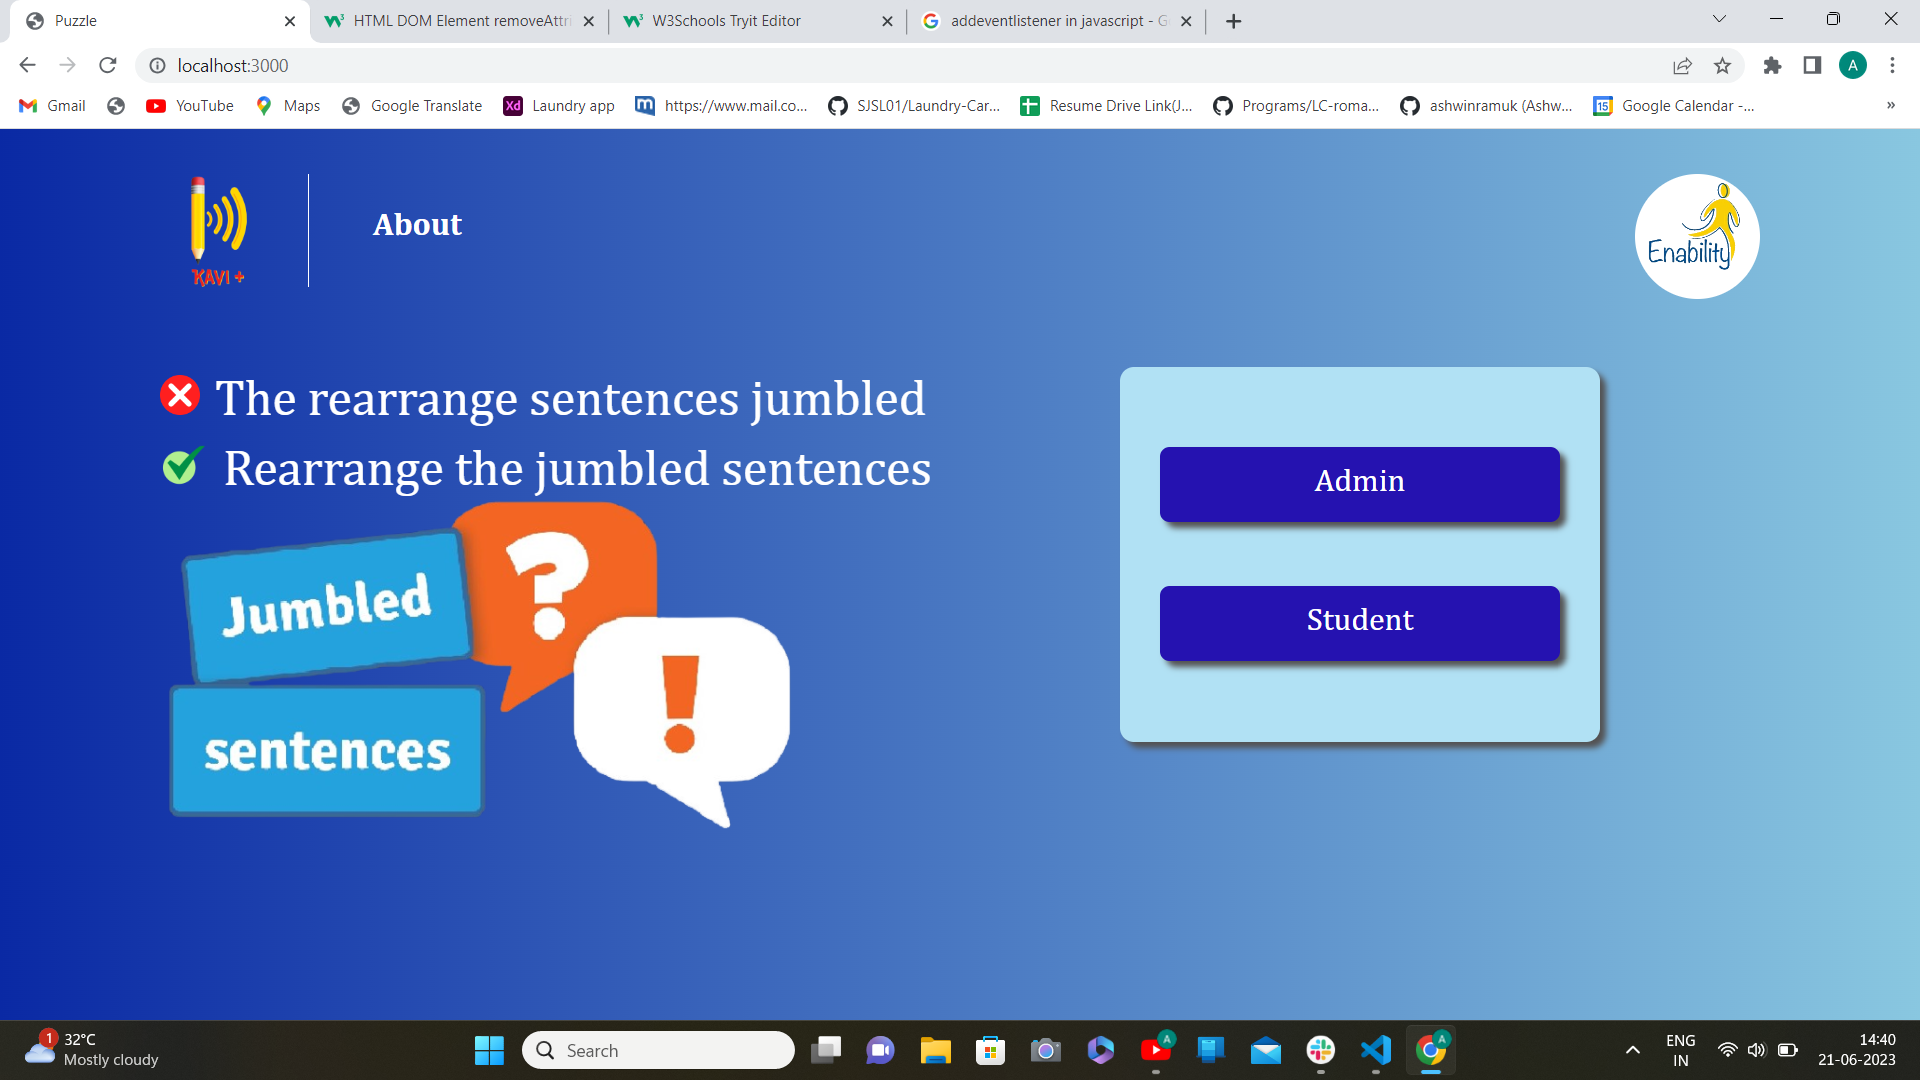 Puzzle
HTML DOM Element removeAttri
W3Schools Tryit Editor
addeventlistener in javascript - G
localhost:3000
A
Gmail
YouTube
Maps
Google Translate
Xd Laundry app
https://www.mail.co...
SJSL01/Laundry-Car...
Resume Drive Link(J...
Programs/LC-roma...
ashwinramuk (Ashw...
15 Google Calendar -...
»
KAVI +
About
Enability
The rearrange sentences jumbled
Rearrange the jumbled sentences
Jumbled
?
sentences
!
Admin
Student
1
32°C
Mostly cloudy
Search
A
A
ENG
IN
14:40
21-06-2023